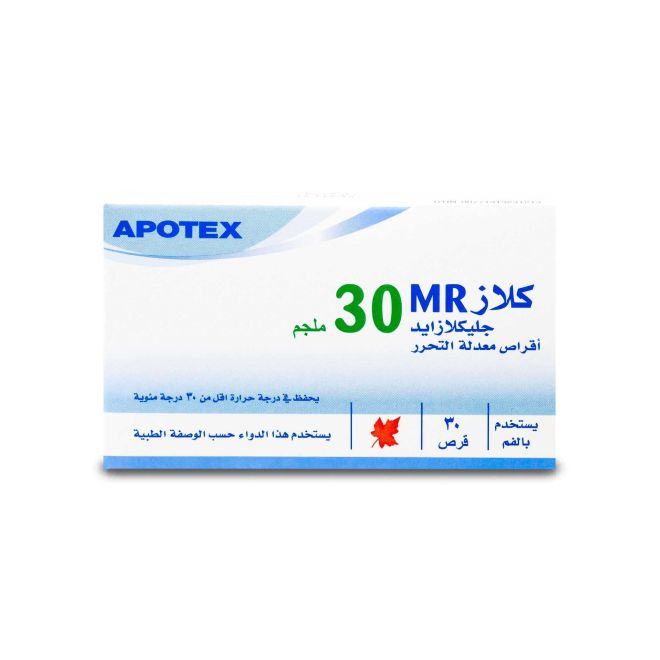 APOTEX
كلاز MR 30 ملجم
جليكلازايد
أقراص معدلة التحرر
يحفظ في درجة حرارة اقل من ٣٠ درجة مئوية
يستخدم بالفم
٣٠ قرص
يستخدم هذا الدواء حسب الوصفة الطبية